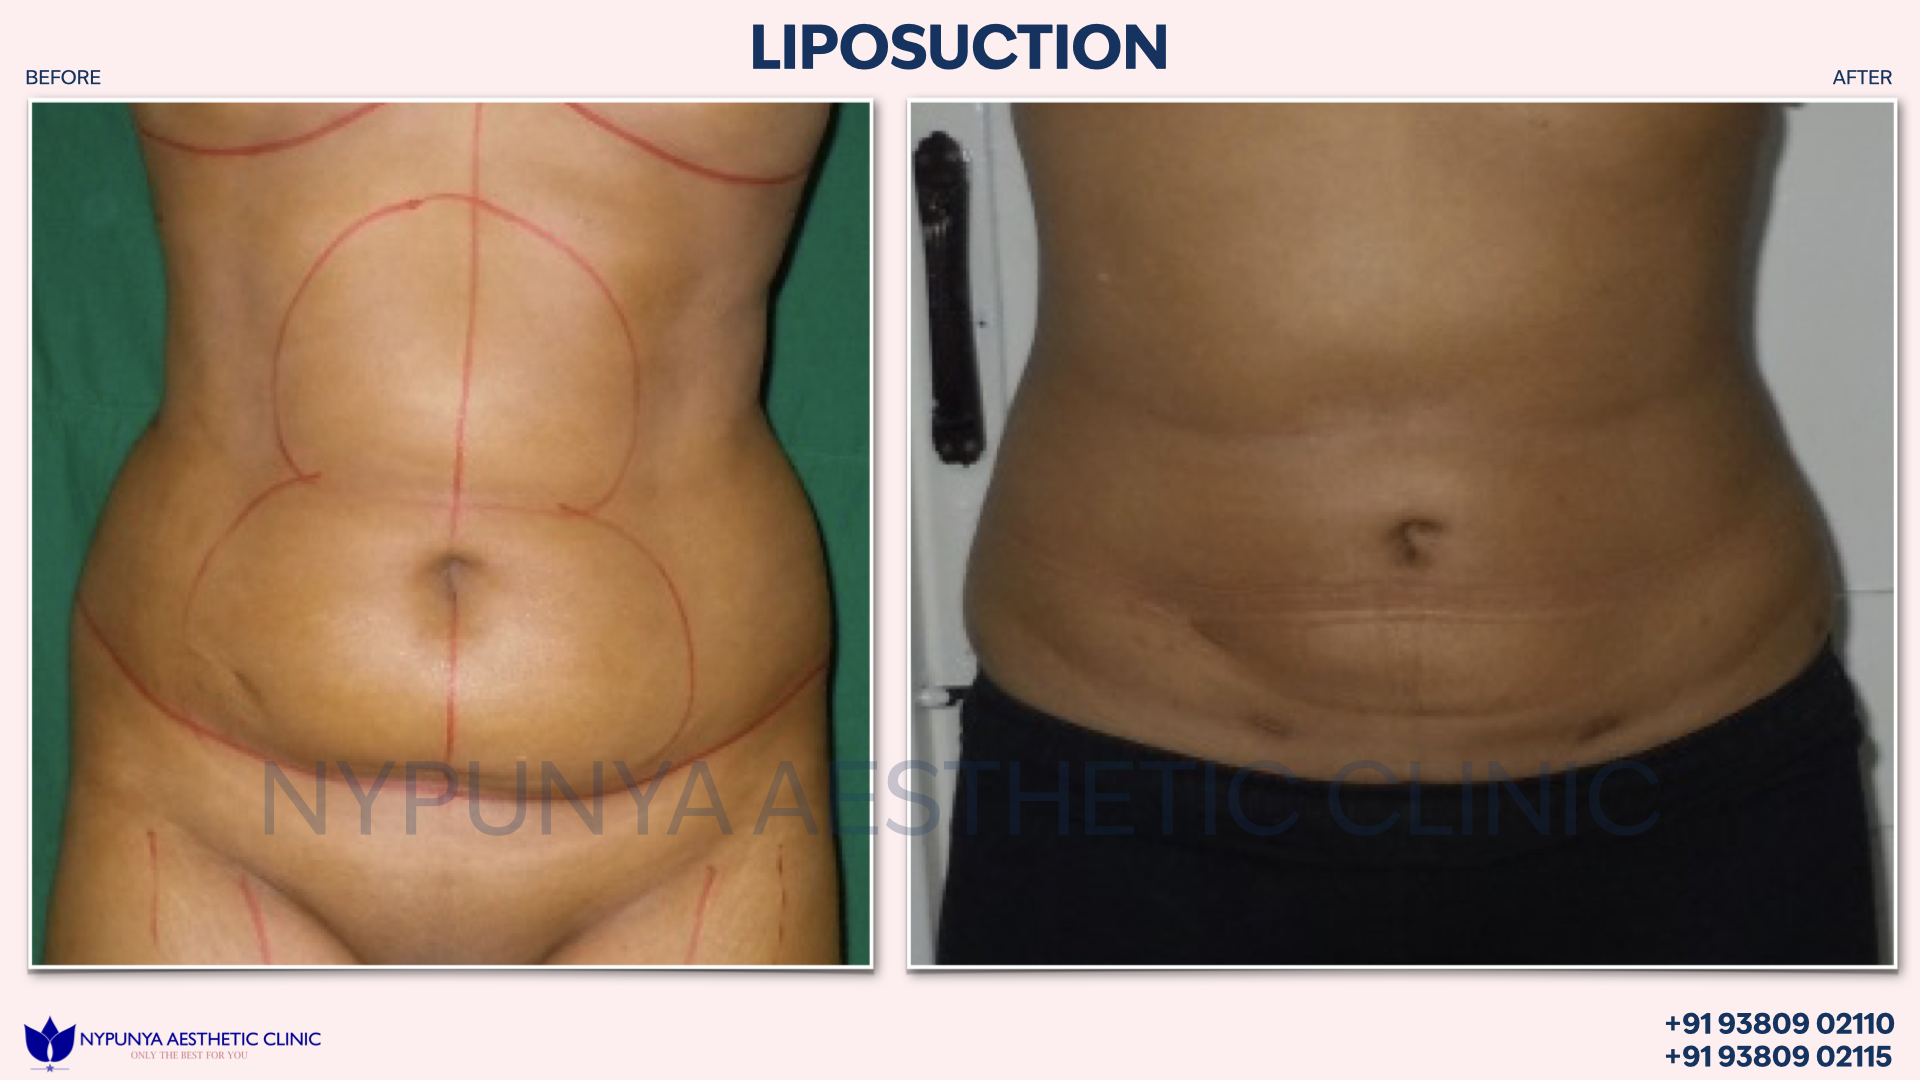 LIPOSUCTION
BEFORE
AFTER
NYPUNYA AESTHETIC CLINIC
NYPUNYA AESTHETIC CLINIC
ONLY THE BEST FOR YOU
+91 93809 02110
+91 93809 02115